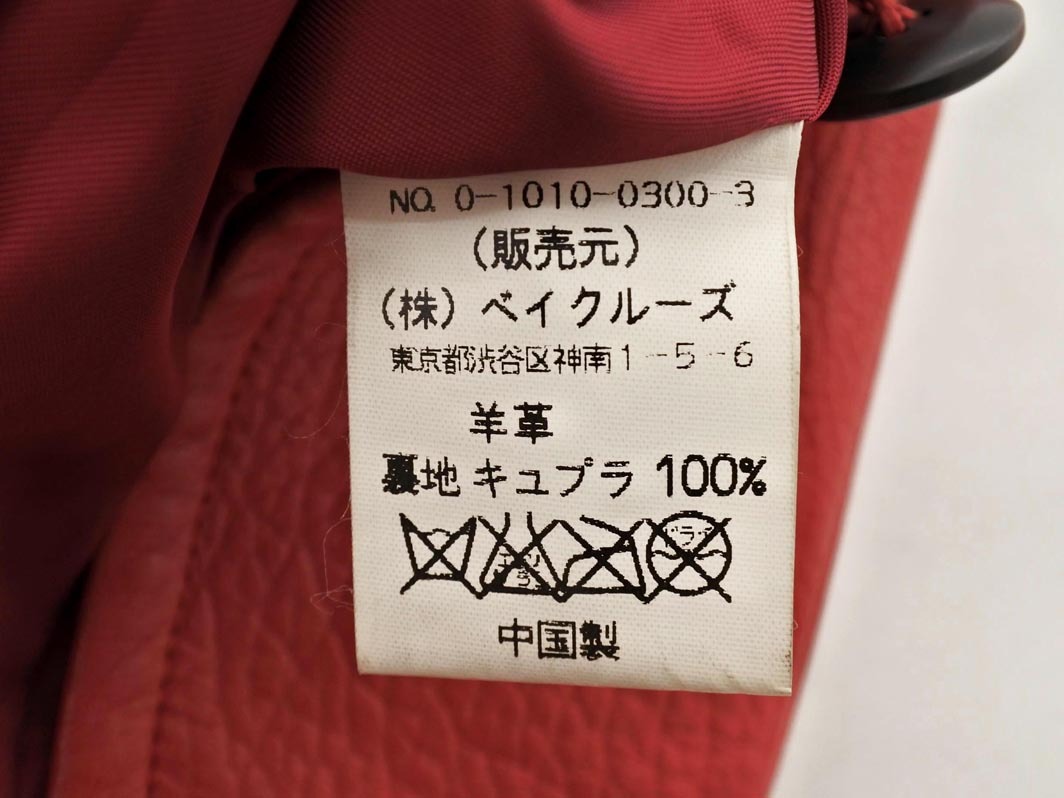 NO. 0-1010-0300-3
(販売元)
(株) ベイクルーズ
東京都渋谷区神南1-5-6
羊革
裏地 キュプラ 100%
中国製